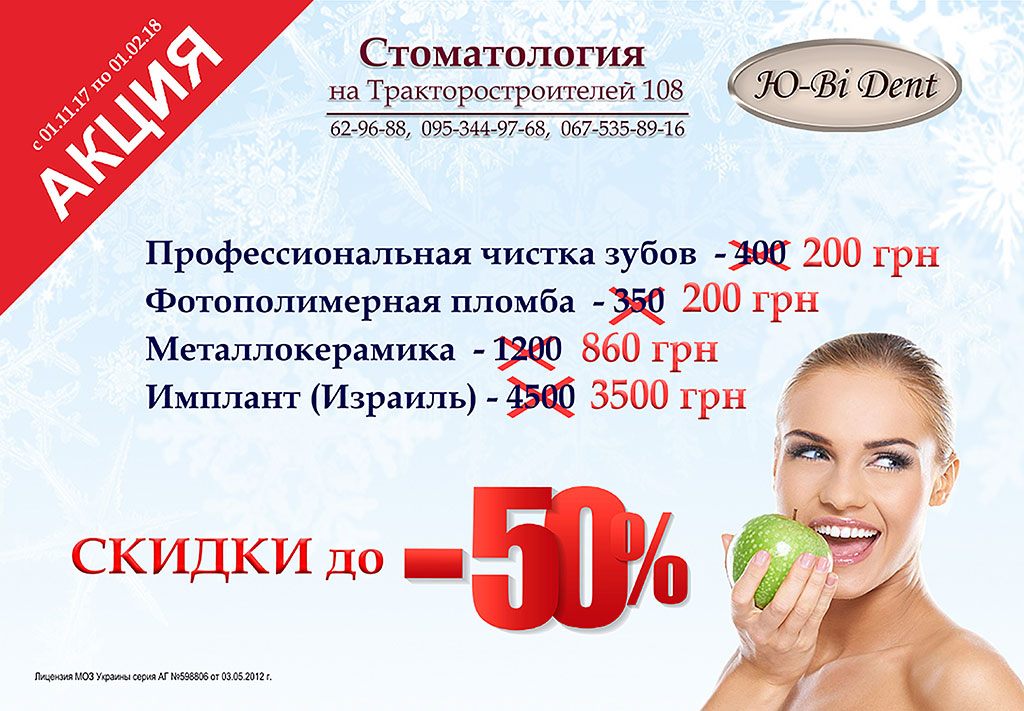 с 01.11.17 по 01.02.18
АКЦИЯ
Стоматология
на Тракторостроителей 108
62-96-88, 095-344-97-68, 067-535-89-16
Ю-Bi Dent
Профессиональная чистка зубов - 400 200 грн
Фотополимерная пломба - 350 200 грн
Металлокерамика - 1200 860 грн
Имплант (Израиль) - 4500 3500 грн
СКИДКИ до -50%
Лицензия МОЗ Украины серия АГ №598806 от 03.05.2012 г.